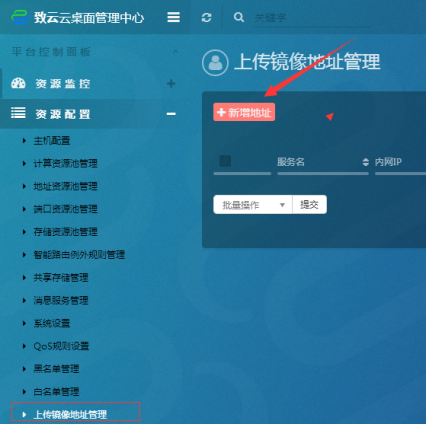 致云云桌面管理中心
关键字
平台控制面板
资源监控
资源配置
主机配置
计算资源池管理
地址资源池管理
端口资源池管理
存储资源池管理
智能路由例外规则管理
共享存储管理
消息服务管理
系统设置
QoS规则设置
黑名单管理
白名单管理
上传镜像地址管理
上传镜像地址管理
新增地址
服务名 内网IP
批量操作 提交